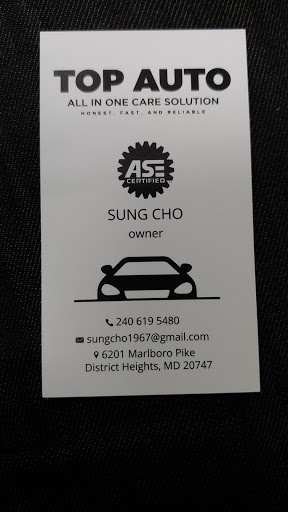 TOP AUTO
ALL IN ONE CARE SOLUTION
HONEST, FAST, AND RELIABLE
ASE
CERTIFIED
SUNG CHO
owner
240 619 5480
sungcho1967@gmail.com
6201 Marlboro Pike
District Heights, MD 20747